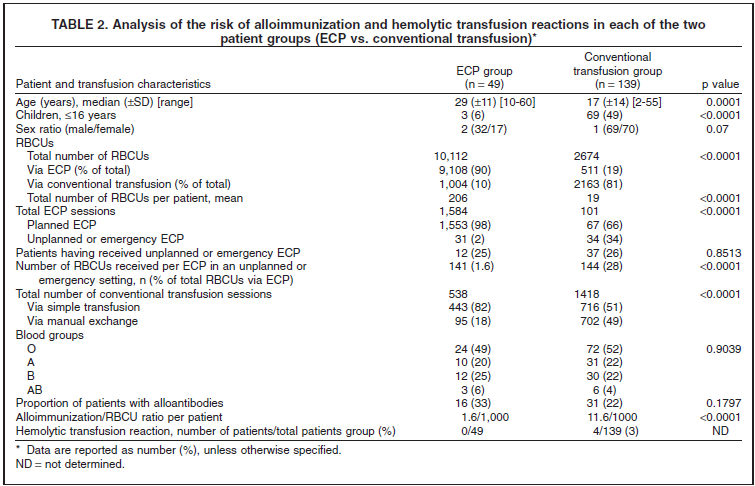 TABLE 2. Analysis of the risk of alloimmunization and hemolytic transfusion reactions in each of the two
patient groups (ECP vs. conventional transfusion)*
Conventional
ECP group transfusion group
Patient and transfusion characteristics (n = 49) (n = 139) p value
Age (years), median (±SD) [range] 29 (±11) [10-60] 17 (±14) [2-55] 0.0001
Children, ≤16 years 3 (6) 69 (49) <0.0001
Sex ratio (male/female) 2 (32/17) 1 (69/70) 0.07
RBCUs
Total number of RBCUs 10,112 2674 <0.0001
Via ECP (% of total) 9,108 (90) 511 (19)
Via conventional transfusion (% of total) 1,004 (10) 2163 (81)
Total number of RBCUs per patient, mean 206 19 <0.0001
Total ECP sessions 1,584 101 <0.0001
Planned ECP 1,553 (98) 67 (66)
Unplanned or emergency ECP 31 (2) 34 (34)
Patients having received unplanned or emergency ECP 12 (25) 37 (26) 0.8513
Number of RBCUs received per ECP in an unplanned or 141 (1.6) 144 (28) <0.0001
emergency setting, n (% of total RBCUs via ECP)
Total number of conventional transfusion sessions 538 1418 <0.0001
Via simple transfusion 443 (82) 716 (51)
Via manual exchange 95 (18) 702 (49)
Blood groups
O 24 (49) 72 (52) 0.9039
A 10 (20) 31 (22)
B 12 (25) 30 (22)
AB 3 (6) 6 (4)
Proportion of patients with alloantibodies 16 (33) 31 (22) 0.1797
Alloimmunization/RBCU ratio per patient 1.6/1,000 11.6/1000 <0.0001
Hemolytic transfusion reaction, number of patients/total patients group (%) 0/49 4/139 (3) ND
* Data are reported as number (%), unless otherwise specified.
ND = not determined.